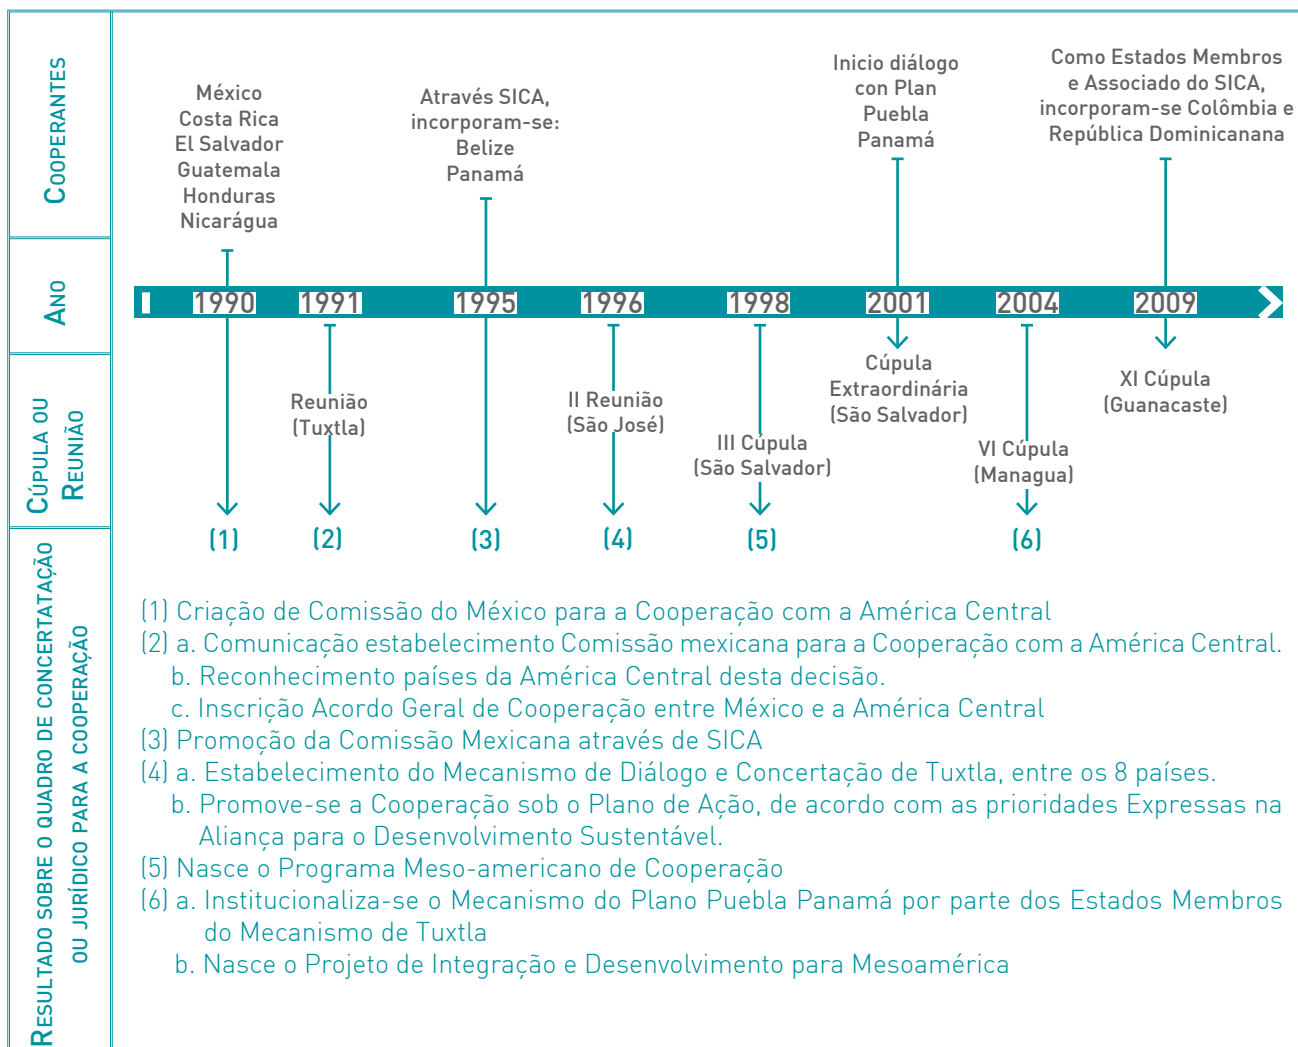 COOPERANTES
México
Costa Rica
El Salvador
Guatemala
Honduras
Nicarágua
Através SICA,
incorporam-se:
Belize
Panamá
Inicio diálogo
con Plan
Puebla
Panamá
Como Estados Membros
e Associado do SICA,
incorporam-se Colômbia e
República Dominicanana
ANO
1990
1991
1995
1996
1998
2001
2004
2009
CÚPULA OU
REUNIÃO
Reunião
(Tuxtla)
II Reunião
(São José)
III Cúpula
(São Salvador)
Cúpula
Extraordinária
(São Salvador)
VI Cúpula
(Managua)
XI Cúpula
(Guanacaste)
(1)
(2)
(3)
(4)
(5)
(6)
RESULTADO SOBRE O QUADRO DE CONCERTATAÇÃO
OU JURÍDICO PARA A COOPERAÇÃO
(1) Criação de Comissão do México para a Cooperação com a América Central
(2) a. Comunicação estabelecimento Comissão mexicana para a Cooperação com a América Central.
b. Reconhecimento países da América Central desta decisão.
c. Inscrição Acordo Geral de Cooperação entre México e a América Central
(3) Promoção da Comissão Mexicana através de SICA
(4) a. Estabelecimento do Mecanismo de Diálogo e Concertação de Tuxtla, entre os 8 países.
b. Promove-se a Cooperação sob o Plano de Ação, de acordo com as prioridades Expressas na
Aliança para o Desenvolvimento Sustentável.
(5) Nasce o Programa Meso-americano de Cooperação
(6) a. Institucionaliza-se o Mecanismo do Plano Puebla Panamá por parte dos Estados Membros
do Mecanismo de Tuxtla
b. Nasce o Projeto de Integração e Desenvolvimento para Mesoamérica